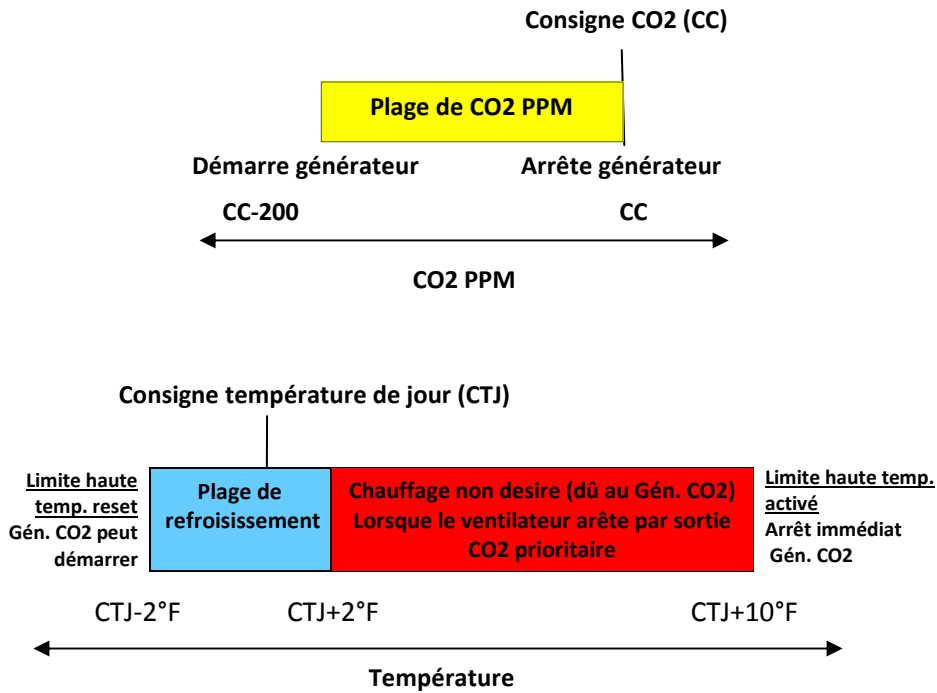 Consigne CO2 (CC)
Plage de CO2 PPM
Démarre générateur
Arrête générateur
CC-200
CC
CO2 PPM
Consigne température de jour (CTJ)
Limite haute
temp. reset
Gén. CO2 peut
démarrer
Plage de
refroisissement
Chauffage non desire (dû au Gén. CO2)
Lorsque le ventilateur arête par sortie
CO2 prioritaire
Limite haute temp.
activé
Arrêt immédiat
Gén. CO2
CTJ-2°F
CTJ+2°F
CTJ+10°F
Température